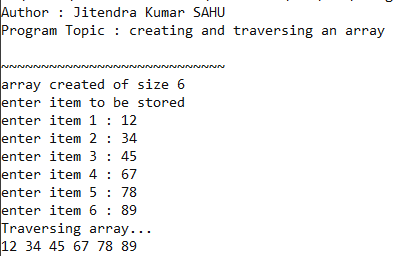 Author : Jitendra Kumar SAHU
Program Topic : creating and traversing an array
~~~~~~~~~~~~~~~~~~~~~~~~~~~~
array created of size 6
enter item to be stored
enter item 1 : 12
enter item 2 : 34
enter item 3 : 45
enter item 4 : 67
enter item 5 : 78
enter item 6 : 89
Traversing array...
12 34 45 67 78 89